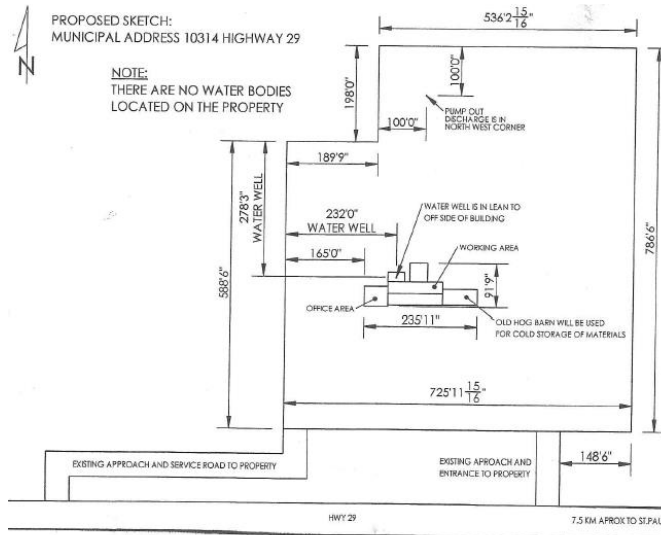 PROPOSED SKETCH:
MUNICIPAL ADDRESS 10314 HIGHWAY 29
N
NOTE:
THERE ARE NO WATER BODIES
LOCATED ON THE PROPERTY
536'2 15/16"
198'0"
100'0"
PUMP OUT
DISCHARGE IS IN
NORTH WEST CORNER
100'0"
189'9"
278'3"
WATER WELL
232'0"
WATER WELL
WATER WELL IS IN LEAN TO
OFF SIDE OF BUILDING
165'0"
WORKING AREA
786'6"
588'6"
91'9"
OFFICE AREA
235'11"
OLD HOG BARN WILL BE USED
FOR COLD STORAGE OF MATERIALS
725'11 15/16"
EXISTING APPROACH AND SERVICE ROAD TO PROPERTY
EXISTING APROACH AND
ENTRANCE TO PROPERTY
148'6"
HWY 29
7.5 KM APROX TO ST.PAU